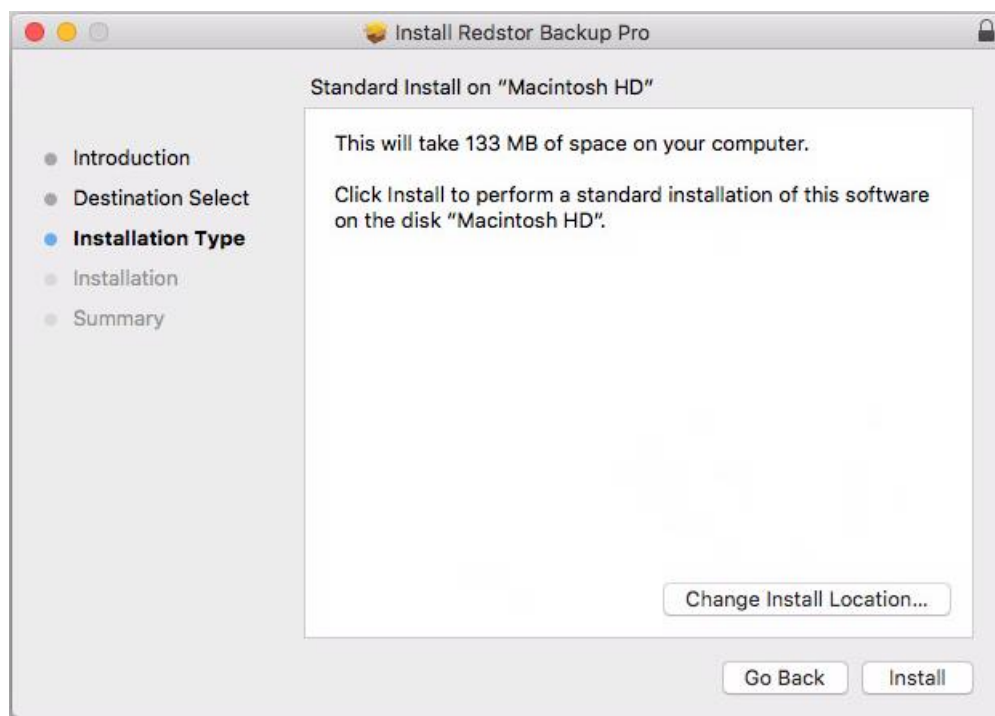 Install Redstor Backup Pro
Standard Install on “Macintosh HD”
Introduction
Destination Select
Installation Type
Installation
Summary
This will take 133 MB of space on your computer.
Click Install to perform a standard installation of this software
on the disk “Macintosh HD”.
Change Install Location...
Go Back
Install